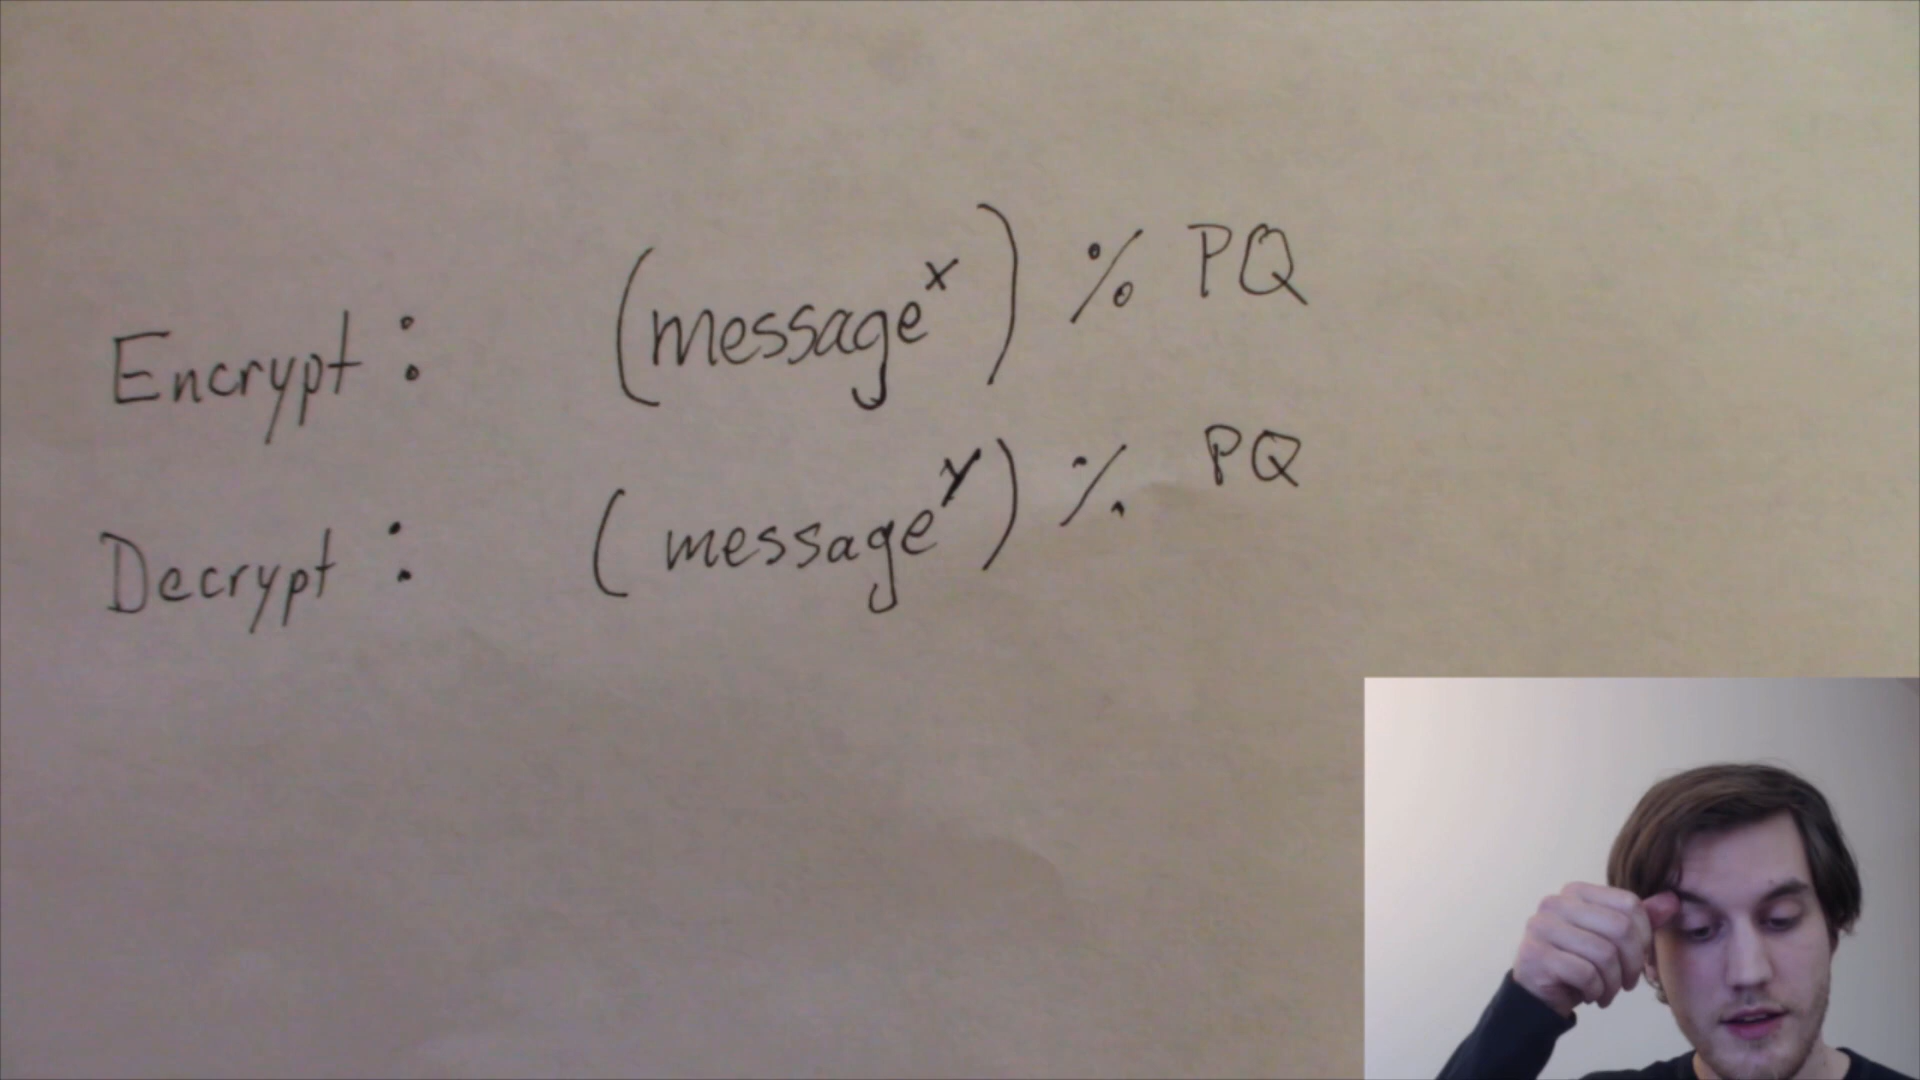 Encrypt: (message^x) % PQ
Decrypt: (message^y) % PQ